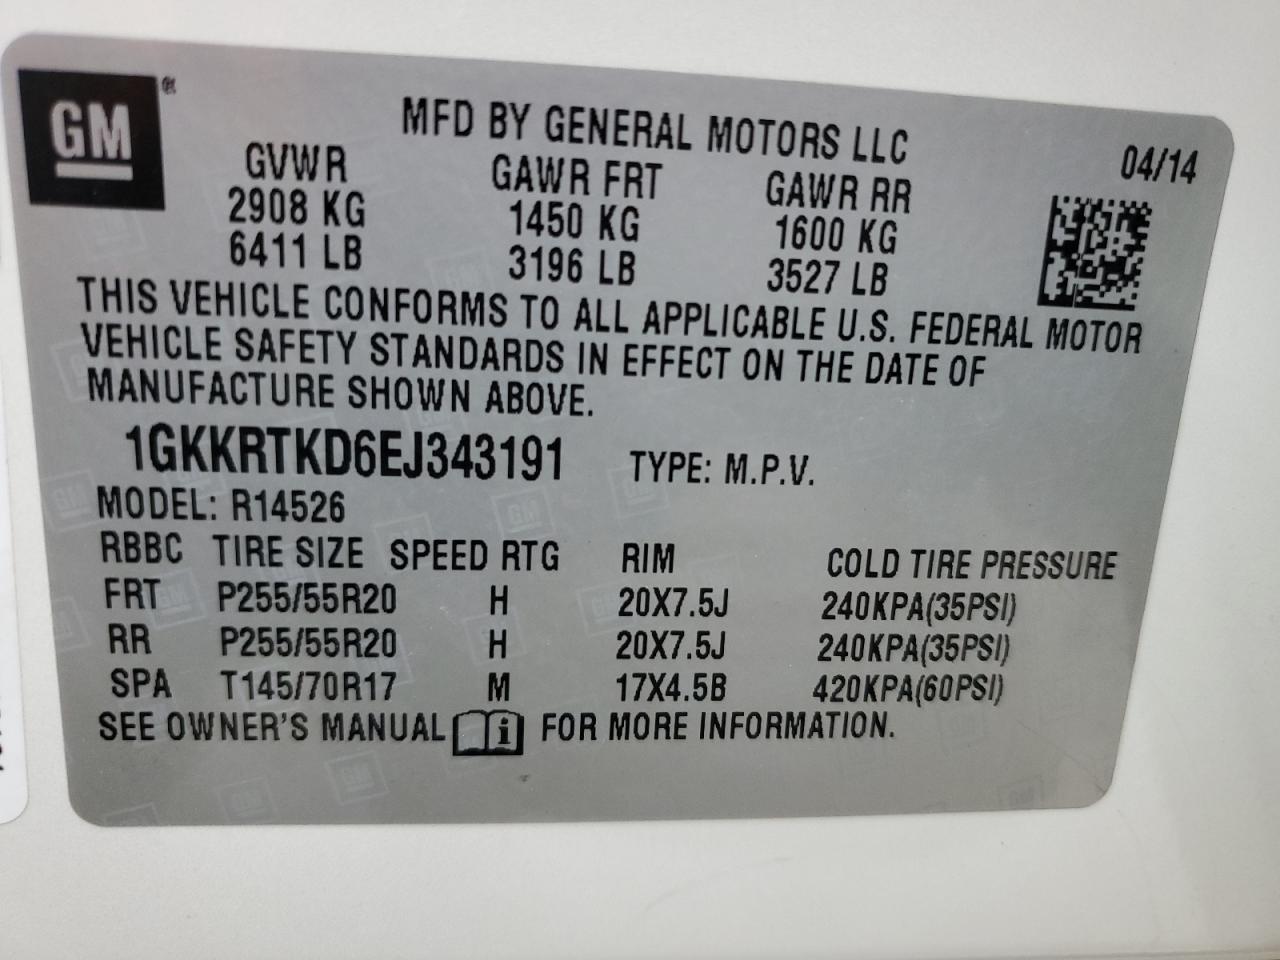 GM ®
MFD BY GENERAL MOTORS LLC 04/14
GVWR GAWR FRT GAWR RR
2908 KG 1450 KG 1600 KG
6411 LB 3196 LB 3527 LB
THIS VEHICLE CONFORMS TO ALL APPLICABLE U.S. FEDERAL MOTOR
VEHICLE SAFETY STANDARDS IN EFFECT ON THE DATE OF
MANUFACTURE SHOWN ABOVE.
1GKKRTKD6EJ343191 TYPE: M.P.V.
MODEL: R14526
RBBC TIRE SIZE SPEED RTG RIM COLD TIRE PRESSURE
FRT P255/55R20 H 20X7.5J 240KPA(35PSI)
RR P255/55R20 H 20X7.5J 240KPA(35PSI)
SPA T145/70R17 M 17X4.5B 420KPA(60PSI)
SEE OWNER'S MANUAL i FOR MORE INFORMATION.